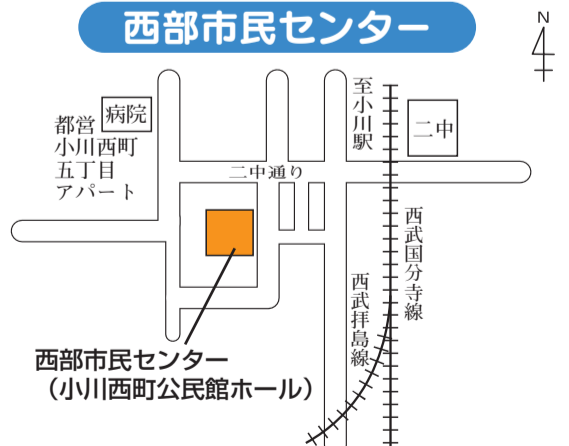 西部市民センター
N
至小川駅
病院
二中
都営
小川西町
五丁目
アパート
二中通り
西武国分寺線
西武拝島線
西部市民センター
（小川西町公民館ホール）